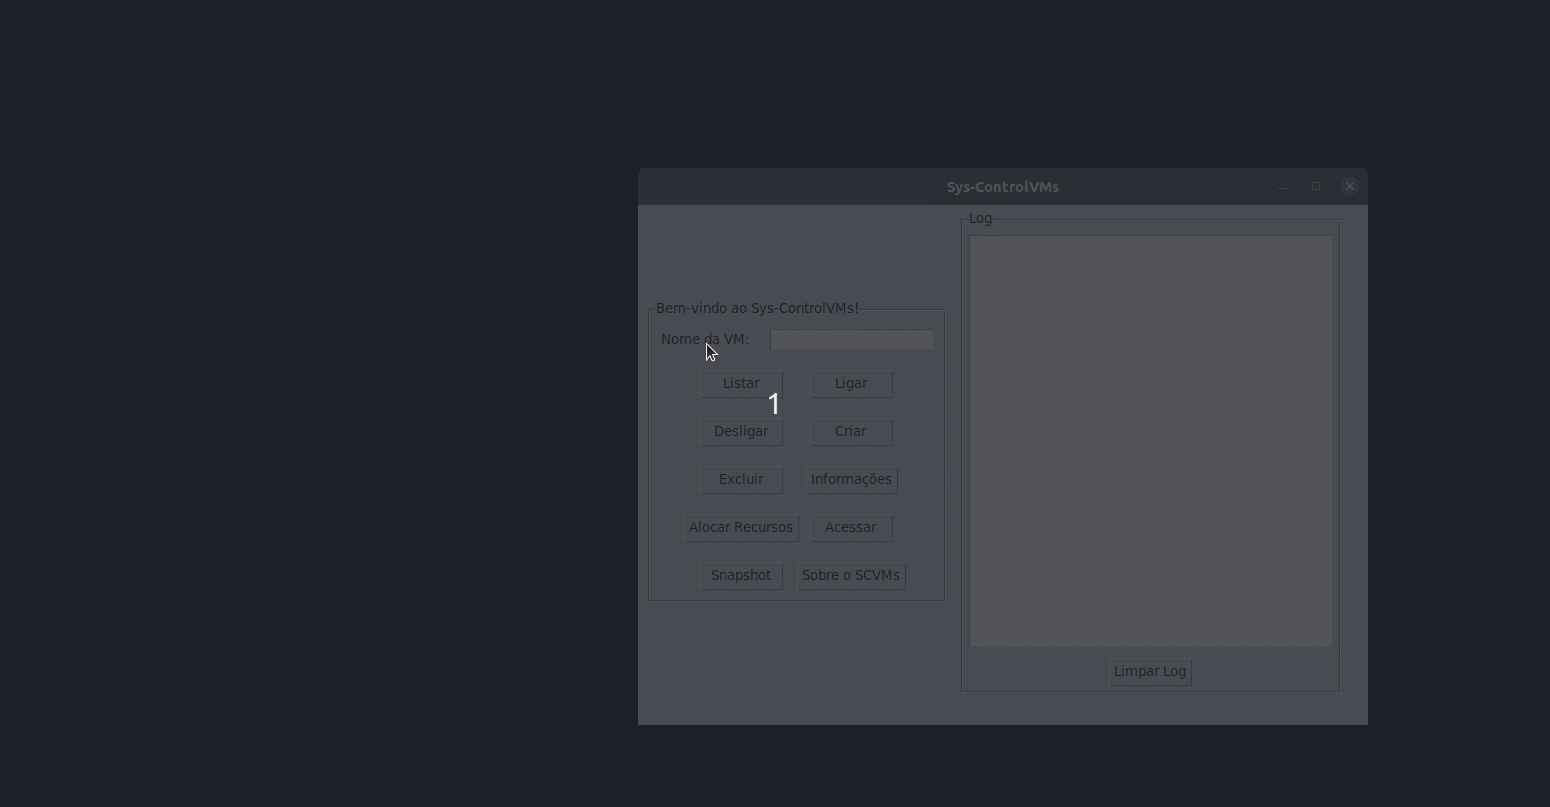 Sys-ControlVMs
Log
Bem-vindo ao Sys-ControlVMs!
Nome da VM:
Listar
Ligar
1
Desligar
Criar
Excluir
Informações
Alocar Recursos
Acessar
Snapshot
Sobre o SCVMs
Limpar Log